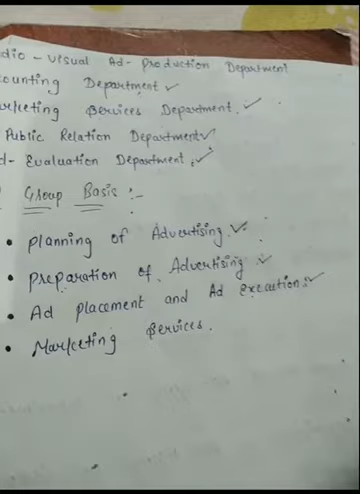 dio - Visual Ad - Production Department
counting Department
arketing Services Department.
Public Relation Department
d - Evaluation Department.
Group Basis :-
• Planning of Advertising.
• Preparation of Advertising
• Ad Placement and Ad Execution.
• Marketing Services.